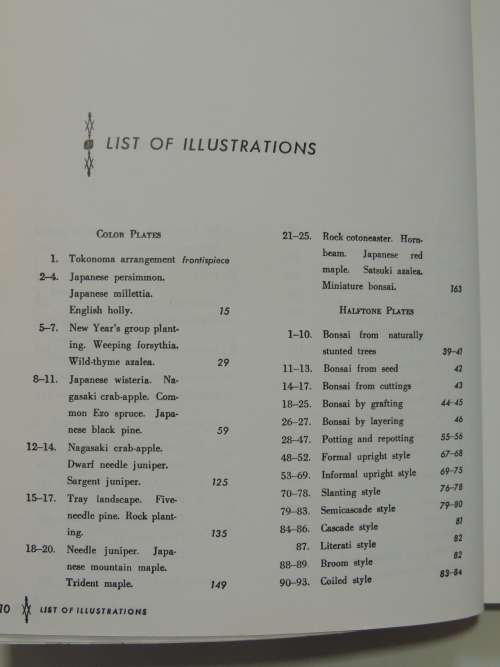 LIST OF ILLUSTRATIONS
COLOR PLATES
1. Tokonoma arrangement frontispiece
2–4. Japanese persimmon.
Japanese millettia.
English holly. 15
5–7. New Year's group plant-
ing. Weeping forsythia.
Wild-thyme azalea. 29
8–11. Japanese wisteria. Na-
gasaki crab-apple. Com-
mon Ezo spruce. Japa-
nese black pine. 59
12–14. Nagasaki crab-apple.
Dwarf needle juniper.
Sargent juniper. 125
15–17. Tray landscape. Five-
needle pine. Rock plant-
ing. 135
18–20. Needle juniper. Japa-
nese mountain maple.
Trident maple. 149
21–25. Rock cotoneaster. Horn-
beam. Japanese red
maple. Satsuki azalea.
Miniature bonsai. 163
HALFTONE PLATES
1–10. Bonsai from naturally
stunted trees 39–41
11–13. Bonsai from seed 42
14–17. Bonsai from cuttings 43
18–25. Bonsai by grafting 44–45
26–27. Bonsai by layering 46
28–47. Potting and repotting 55–56
48–52. Formal upright style 67–68
53–69. Informal upright style 69–75
70–78. Slanting style 76–78
79–83. Semicascade style 79–80
84–86. Cascade style 81
87. Literati style 82
88–89. Broom style 82
90–93. Coiled style 83–84
10 LIST OF ILLUSTRATIONS